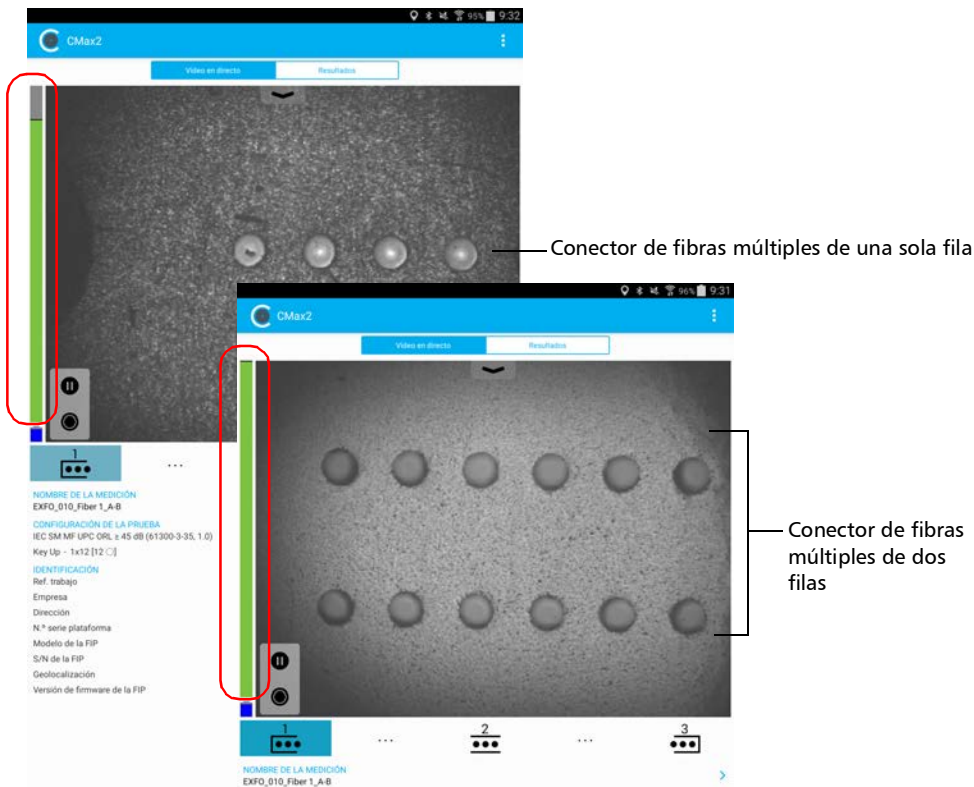 95% 9:32
CMax2
Vídeo en directo
Resultados
Conector de fibras múltiples de una sola fila
1
...
NOMBRE DE LA MEDICIÓN
EXFO_010_Fiber 1_A-B
CONFIGURACIÓN DE LA PRUEBA
IEC SM MF UPC ORL ≥ 45 dB (61300-3-35, 1.0)
Key Up - 1x12 [12 ○]
IDENTIFICACIÓN
Ref. trabajo
Empresa
Dirección
N.º serie plataforma
Modelo de la FIP
S/N de la FIP
Geolocalización
Versión de firmware de la FIP
96% 9:31
CMax2
Vídeo en directo
Resultados
Conector de fibras
múltiples de dos
filas
1 ... 2 ... 3
NOMBRE DE LA MEDICIÓN
EXFO_010_Fiber 1_A-B